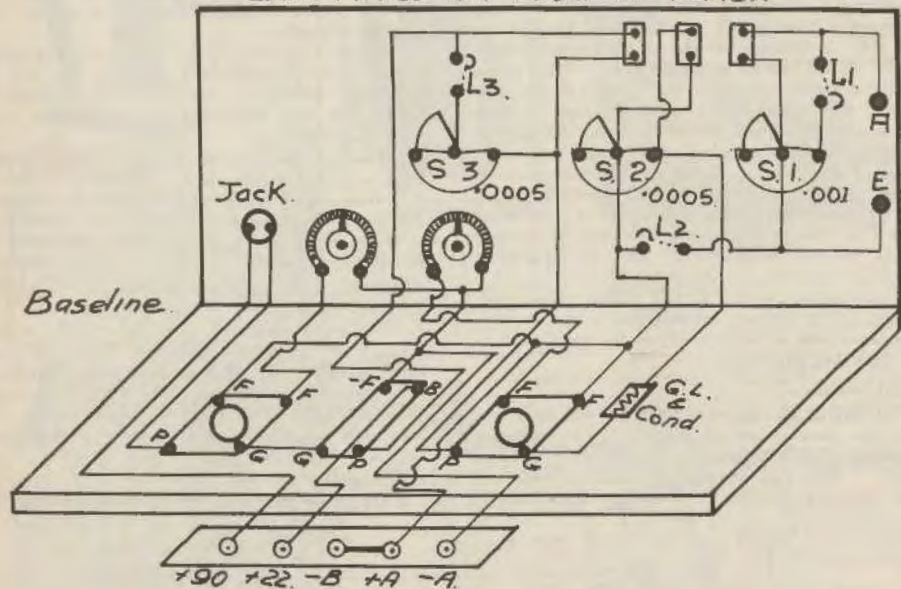 L3.
L1.
A
S. 3
S. 2
S. 1.
.0005
.0005
.001
E
Jack.
L2.
Baseline.
F
F
-F
B
F
F
G.L.
&
Cond.
P
G
G
P
P
G
+90 +22. -B +A -A.